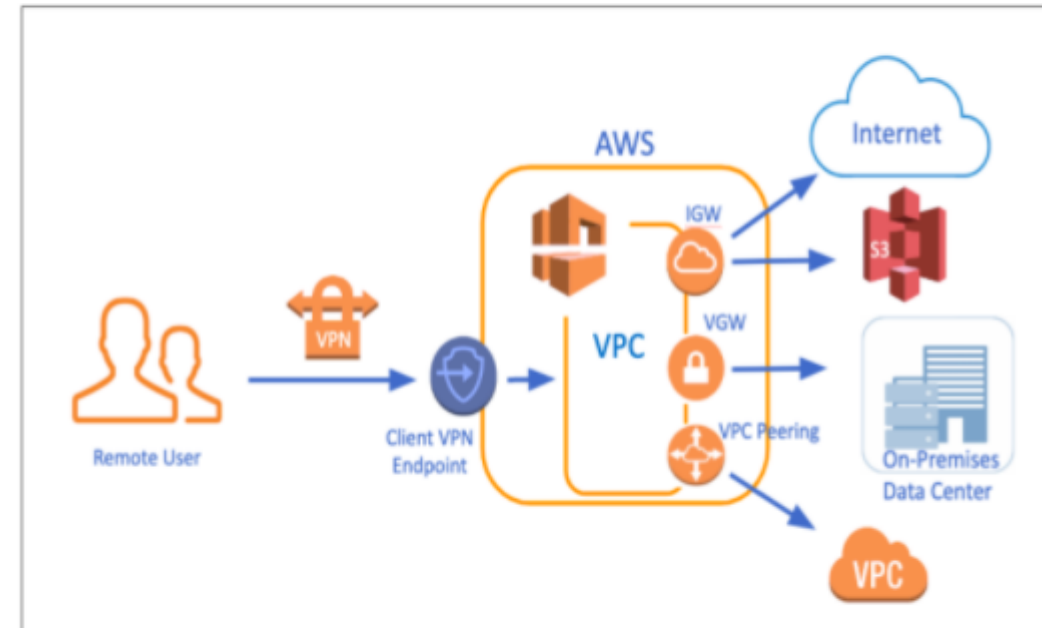 AWS
Internet
IGW
S3
VPN
VGW
VPC
Client VPN
Endpoint
VPC Peering
Remote User
On-Premises
Data Center
VPC